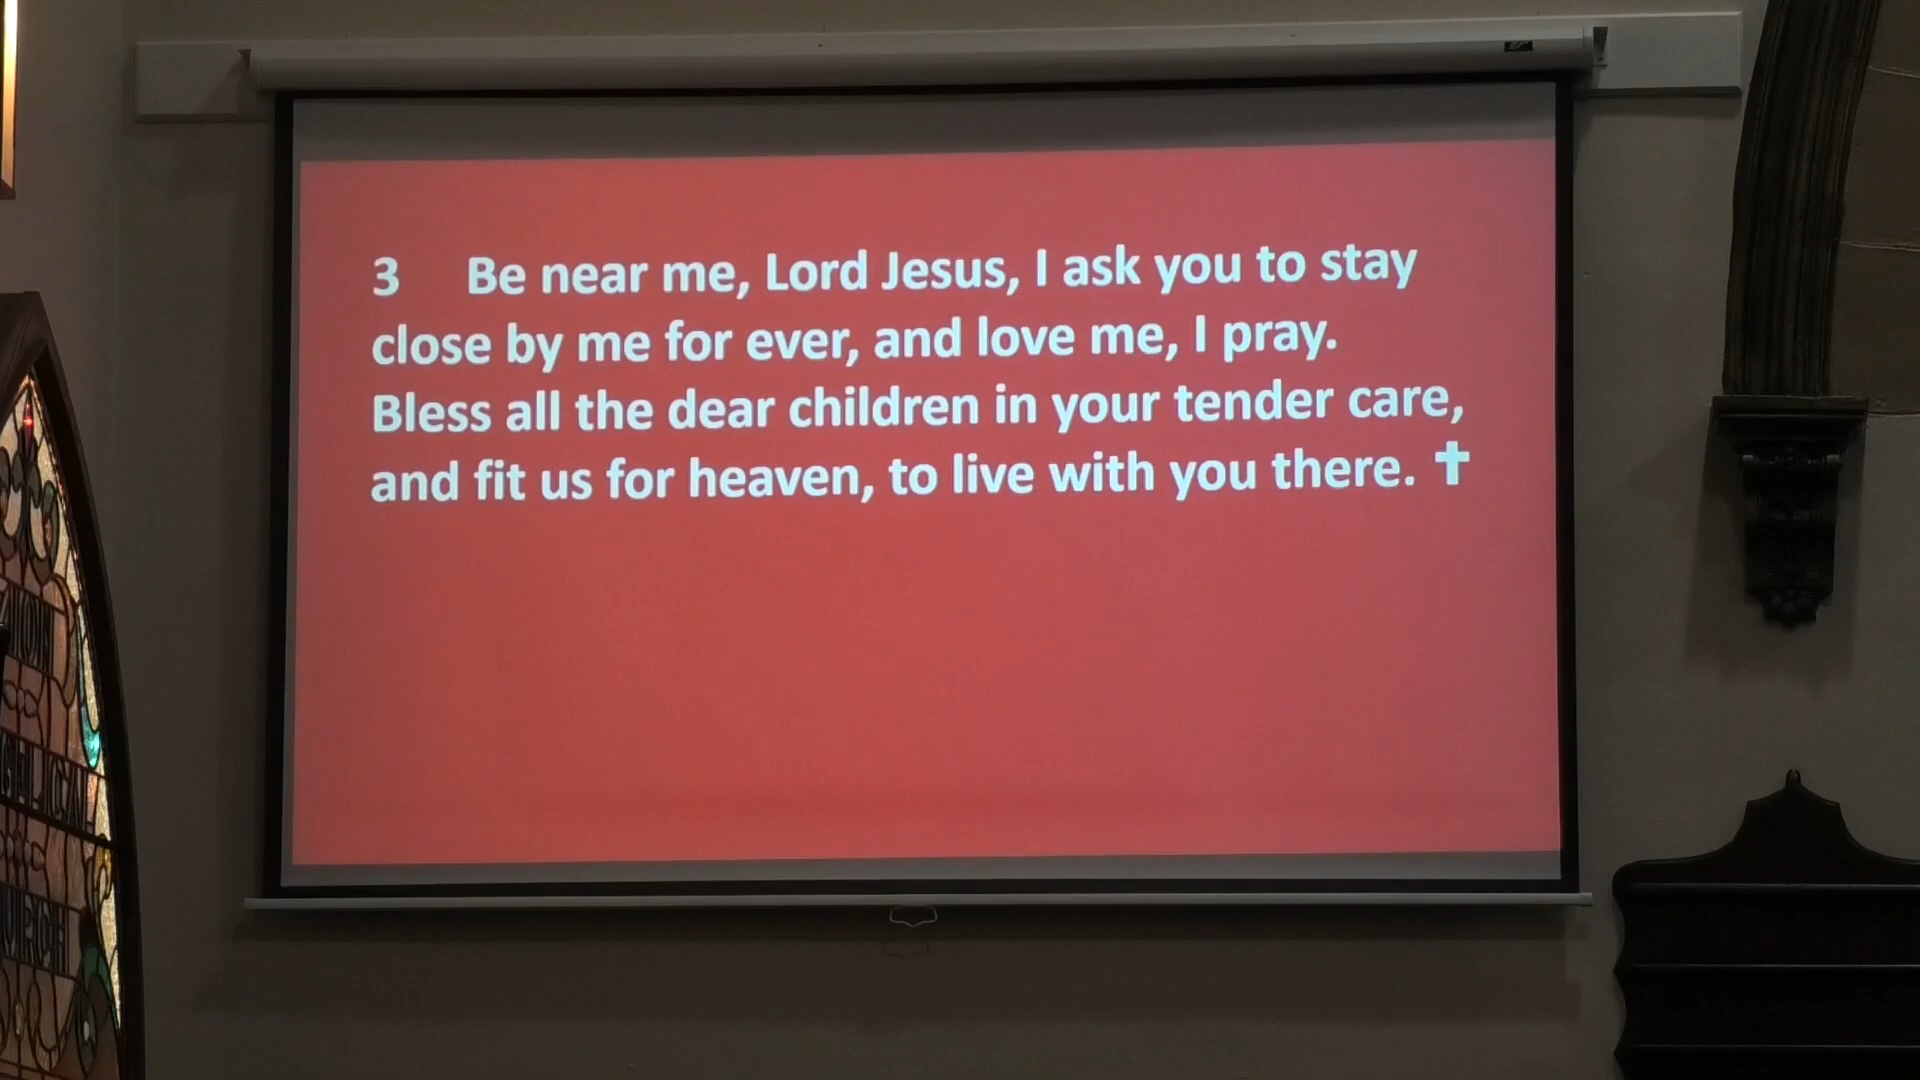 3 Be near me, Lord Jesus, I ask you to stay
close by me for ever, and love me, I pray.
Bless all the dear children in your tender care,
and fit us for heaven, to live with you there. ✝